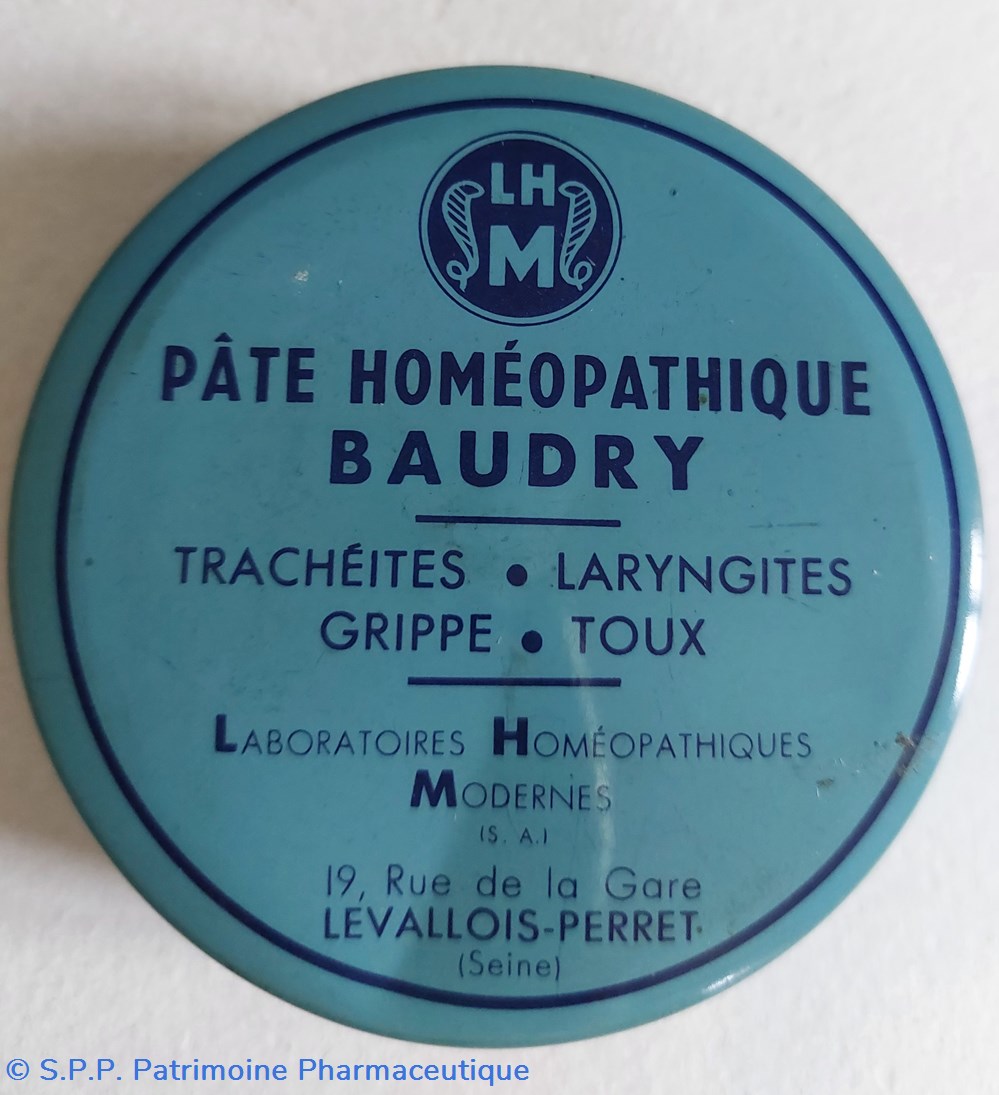 LH
M
PÂTE HOMÉOPATHIQUE
BAUDRY
TRACHÉITES • LARYNGITES
GRIPPE • TOUX
LABORATOIRES HOMÉOPATHIQUES
MODERNES
(S. A.)
19, Rue de la Gare
LEVALLOIS-PERRET
(Seine)
© S.P.P. Patrimoine Pharmaceutique